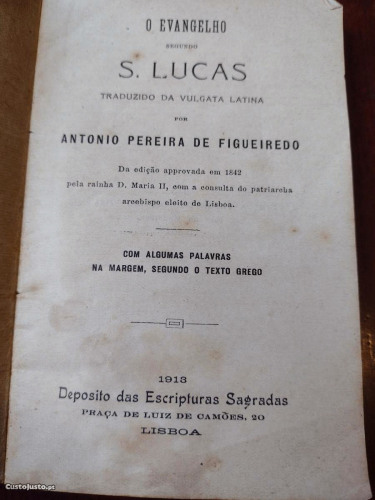 O EVANGELHO
SEGUNDO
S. LUCAS
TRADUZIDO DA VULGATA LATINA
POR
ANTONIO PEREIRA DE FIGUEIREDO
Da edição approvada em 1842
pela rainha D. Maria II, com a consulta do patriarcha
arcebispo eleito de Lisboa.
COM ALGUMAS PALAVRAS
NA MARGEM, SEGUNDO O TEXTO GREGO
1913
Deposito das Escripturas Sagradas
PRAÇA DE LUIZ DE CAMÕES, 20
LISBOA
CustoJusto.pt